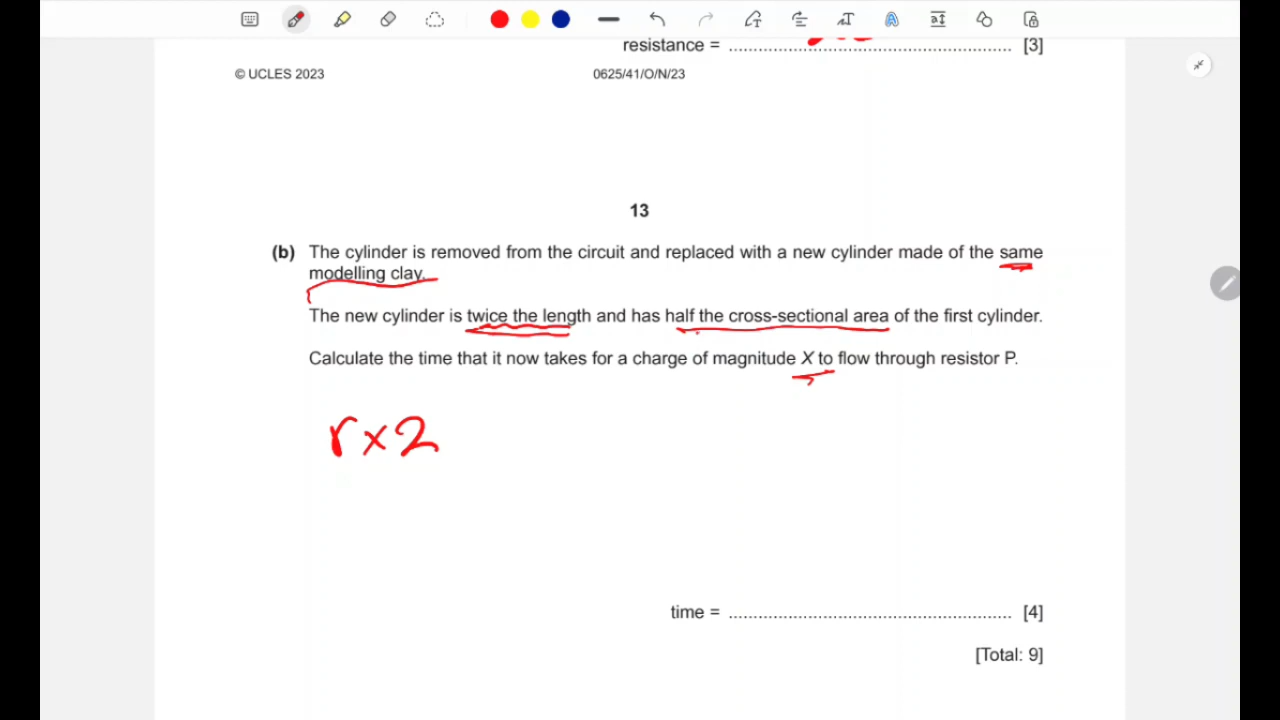 resistance = ........................................................ [3]
© UCLES 2023
0625/41/O/N/23
13
(b) The cylinder is removed from the circuit and replaced with a new cylinder made of the same
modelling clay.
The new cylinder is twice the length and has half the cross-sectional area of the first cylinder.
Calculate the time that it now takes for a charge of magnitude X to flow through resistor P.
r×2
time = ........................................................ [4]
[Total: 9]